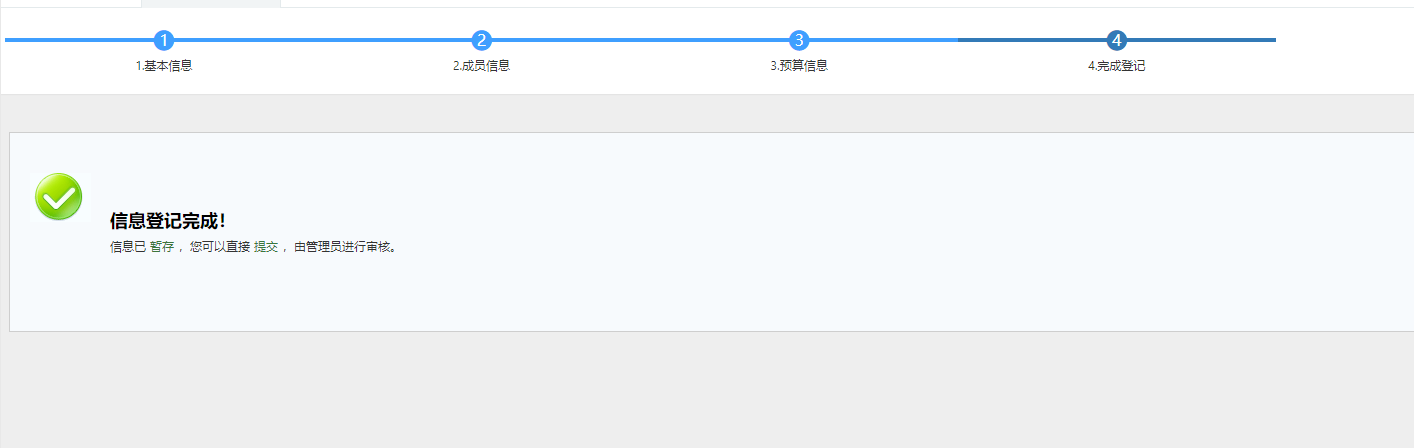 1 2 3 4
1.基本信息 2.成员信息 3.预算信息 4.完成登记
信息登记完成！
信息已 暂存 ，您可以直接 提交 ，由管理员进行审核。